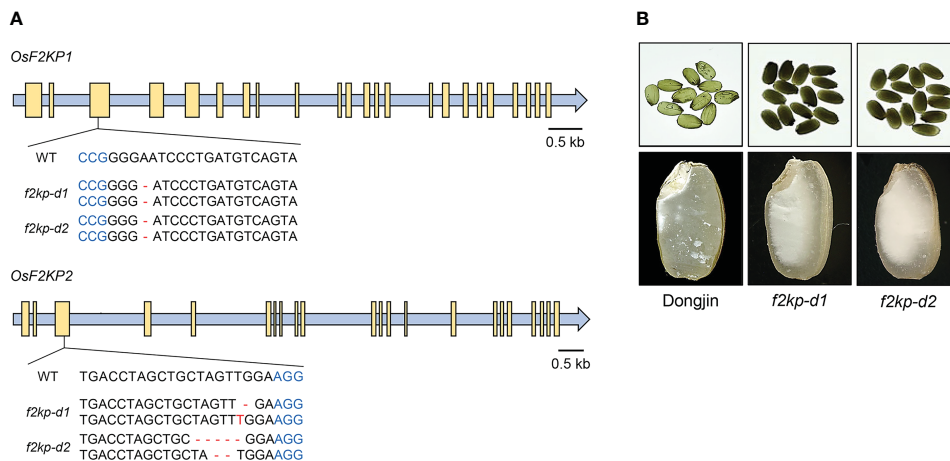 A
B
OsF2KP1
0.5 kb
WT CCGGGGAATCCCTGATGTCAGTA
f2kp-d1
CCGGGG - ATCCCTGATGTCAGTA
CCGGGG - ATCCCTGATGTCAGTA
f2kp-d2
CCGGGG - ATCCCTGATGTCAGTA
CCGGGG - ATCCCTGATGTCAGTA
OsF2KP2
0.5 kb
WT TGACCTAGCTGCTAGTTGGAAGG
f2kp-d1
TGACCTAGCTGCTAGTT - GAAGG
TGACCTAGCTGCTAGTTTGGAAGG
f2kp-d2
TGACCTAGCTGC - - - - - GGAAGG
TGACCTAGCTGCTA - - TGGAAGG
Dongjin f2kp-d1 f2kp-d2